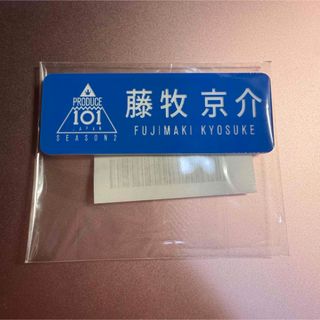 PRODUCE
101
JAPAN
SEASON2
藤牧 京介
FUJIMAKI KYOSUKE